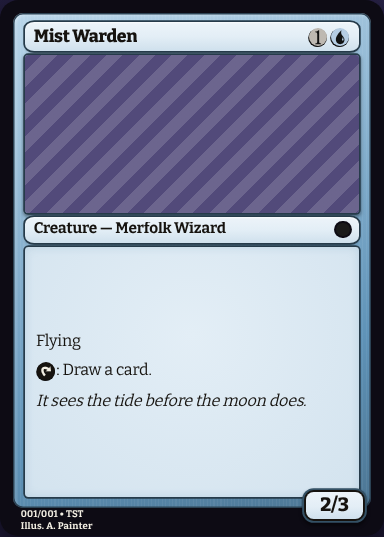 Mist Warden 1
Creature — Merfolk Wizard
Flying
: Draw a card.
It sees the tide before the moon does.
2/3
001/001 • TST
Illus. A. Painter